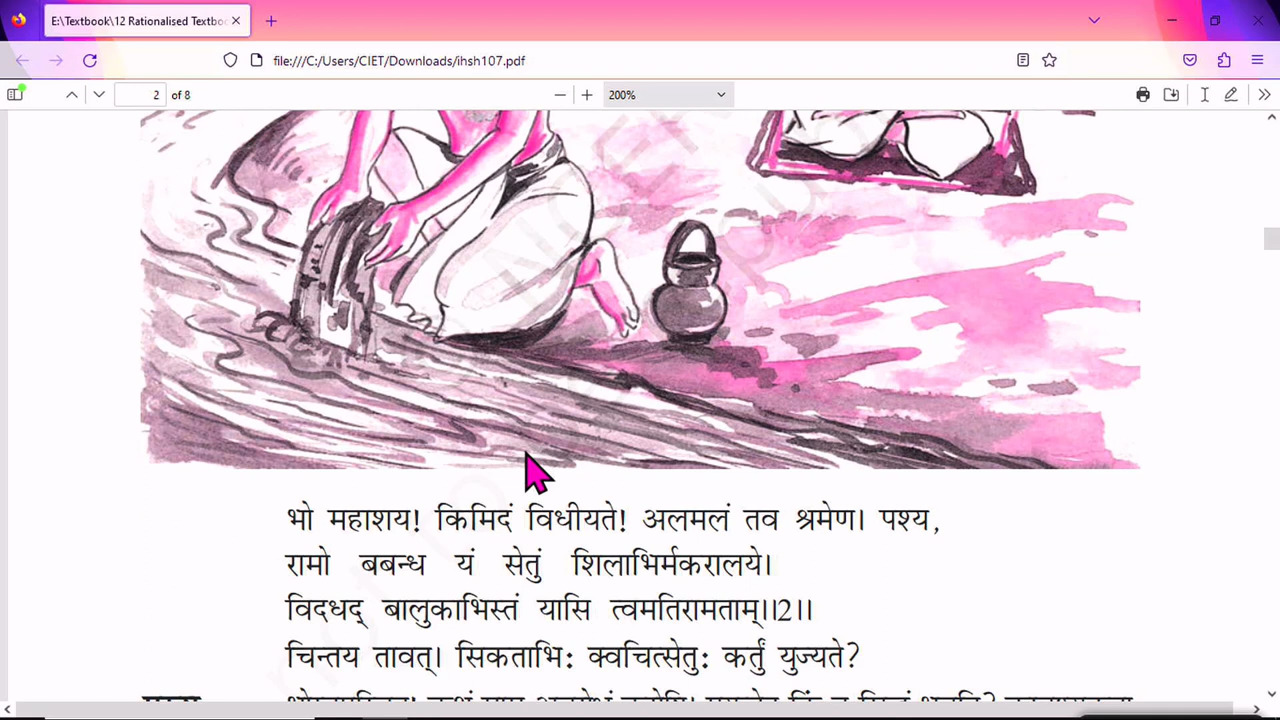 E:\Textbook\12 Rationalised Textboo
file:///C:/Users/CIET/Downloads/ihsh107.pdf
2 of 8
200%
भो महाशय! किमिदं विधीयते! अलमलं तव श्रमेण। पश्य,
रामो बबन्ध यं सेतुं शिलाभिर्मकरालये।
विदधद् बालुकाभिस्तं यासि त्वमतिरामताम्।।2।।
चिन्तय तावत्। सिकताभिः क्वचित्सेतुः कर्तुं युज्यते?